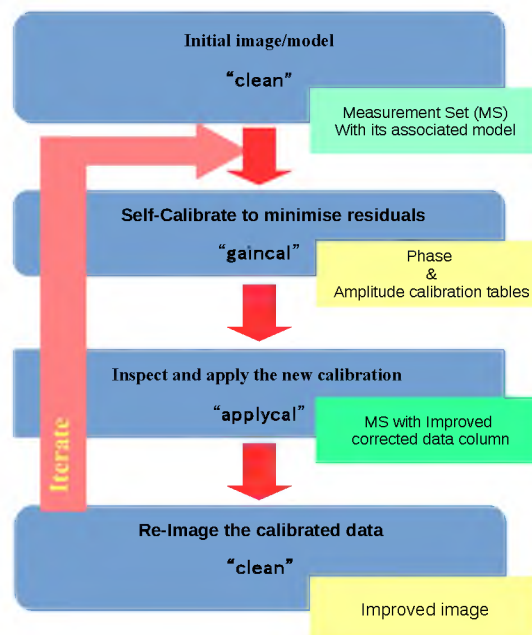 Initial image/model
“clean”
Measurement Set (MS)
With its associated model
Self-Calibrate to minimise residuals
“gaincal”
Phase
&
Amplitude calibration tables
Inspect and apply the new calibration
“applycal”
MS with Improved
corrected data column
Iterate
Re-Image the calibrated data
“clean”
Improved image